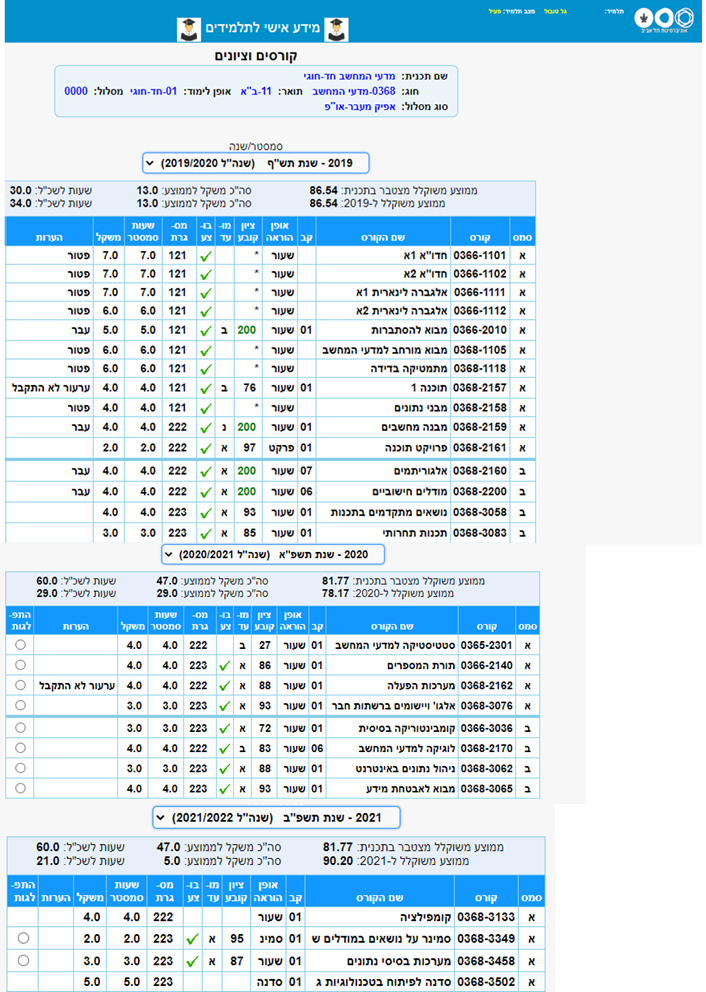 תלמיד: גל טובול מצב תלמיד: פעיל
אוניברסיטת תל אביב
מידע אישי לתלמידים
קורסים וציונים
שם תכנית: מדעי המחשב חד-חוגי
חוג: 0368-מדעי המחשב תואר: 11-ב"א אופן לימוד: 01-חד-חוגי מסלול: 0000
סוג מסלול: אפיק מעבר-או"פ
סמסטר/שנה
2019 - שנת תש"ף (שנה"ל 2019/2020)
ממוצע משוקלל מצטבר בתכנית: 86.54 סה"כ משקל לממוצע: 13.0 שעות לשכ"ל: 30.0
ממוצע משוקלל ל-2019: 86.54 סה"כ משקל לממוצע: 13.0 שעות לשכ"ל: 34.0
סמס קורס שם הקורס קב אופן הוראה ציון קובע מו- עד בו- צע מס- גרת שעות סמסטר משקל הערות
א 0366-1101 חדו"א 1א שעור * ✓ 121 7.0 7.0 פטור
א 0366-1102 חדו"א 2א שעור * ✓ 121 7.0 7.0 פטור
א 0366-1111 אלגברה לינארית 1א שעור * ✓ 121 7.0 7.0 פטור
א 0366-1112 אלגברה לינארית 2א שעור * ✓ 121 6.0 6.0 פטור
א 0366-2010 מבוא להסתברות 01 שעור 200 ב ✓ 121 5.0 5.0 עבר
א 0368-1105 מבוא מורחב למדעי המחשב שעור * ✓ 121 6.0 6.0 פטור
א 0368-1118 מתמטיקה בדידה שעור * ✓ 121 6.0 6.0 פטור
א 0368-2157 תוכנה 1 01 שעור 76 ב ✓ 121 4.0 4.0 ערעור לא התקבל
א 0368-2158 מבני נתונים שעור * ✓ 121 4.0 4.0 פטור
א 0368-2159 מבנה מחשבים 01 שעור 200 נ ✓ 222 4.0 4.0 עבר
א 0368-2161 פרויקט תוכנה 01 פרקט 97 א ✓ 222 2.0 2.0
ב 0368-2160 אלגוריתמים 07 שעור 200 א ✓ 222 4.0 4.0 עבר
ב 0368-2200 מודלים חישוביים 06 שעור 200 א ✓ 222 4.0 4.0 עבר
ב 0368-3058 נושאים מתקדמים בתכנות 01 שעור 93 א ✓ 223 4.0 4.0
ב 0368-3083 תכנות תחרותי 01 שעור 85 א ✓ 223 3.0 3.0
2020 - שנת תשפ"א (שנה"ל 2020/2021)
ממוצע משוקלל מצטבר בתכנית: 81.77 סה"כ משקל לממוצע: 47.0 שעות לשכ"ל: 60.0
ממוצע משוקלל ל-2020: 78.17 סה"כ משקל לממוצע: 29.0 שעות לשכ"ל: 29.0
סמס קורס שם הקורס קב אופן הוראה ציון קובע מו- עד בו- צע מס- גרת שעות סמסטר משקל הערות התפ- לגות
א 0365-2301 סטטיסטיקה למדעי המחשב 01 שעור 27 ב 222 4.0 4.0
א 0366-2140 תורת המספרים 01 שעור 86 א ✓ 223 4.0 4.0
א 0368-2162 מערכות הפעלה 01 שעור 88 א ✓ 222 4.0 4.0 ערעור לא התקבל
א 0368-3076 אלגו' ויישומים ברשתות חבר 01 שעור 93 א ✓ 223 3.0 3.0
ב 0366-3036 קומבינטוריקה בסיסית 01 שעור 72 א ✓ 223 3.0 3.0
ב 0368-2170 לוגיקה למדעי המחשב 06 שעור 83 ב ✓ 222 4.0 4.0
ב 0368-3062 ניהול נתונים באינטרנט 01 שעור 88 א ✓ 223 3.0 3.0
ב 0368-3065 מבוא לאבטחת מידע 01 שעור 93 א ✓ 223 4.0 4.0
2021 - שנת תשפ"ב (שנה"ל 2021/2022)
ממוצע משוקלל מצטבר בתכנית: 81.77 סה"כ משקל לממוצע: 47.0 שעות לשכ"ל: 60.0
ממוצע משוקלל ל-2021: 90.20 סה"כ משקל לממוצע: 5.0 שעות לשכ"ל: 21.0
סמס קורס שם הקורס קב אופן הוראה ציון קובע מו- עד בו- צע מס- גרת שעות סמסטר משקל הערות התפ- לגות
א 0368-3133 קומפילציה 01 שעור 222 4.0 4.0
א 0368-3349 סמינר על נושאים במודלים ש 01 סמינ 95 א ✓ 223 2.0 2.0
א 0368-3458 מערכות בסיסי נתונים 01 שעור 87 א ✓ 223 3.0 3.0
א 0368-3502 סדנה לפיתוח בטכנולוגיות ג 01 סדנה 223 5.0 5.0